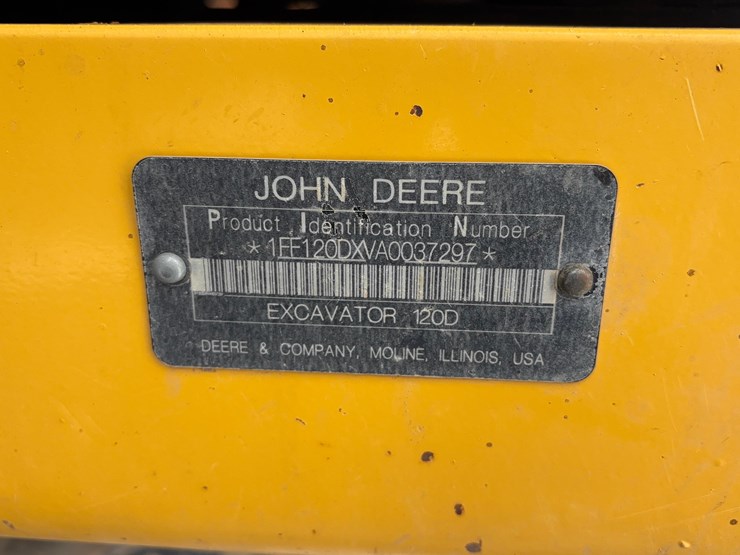 JOHN DEERE
Product Identification Number
*1FF120DXVA0037297*
EXCAVATOR 120D
DEERE & COMPANY, MOLINE, ILLINOIS, USA